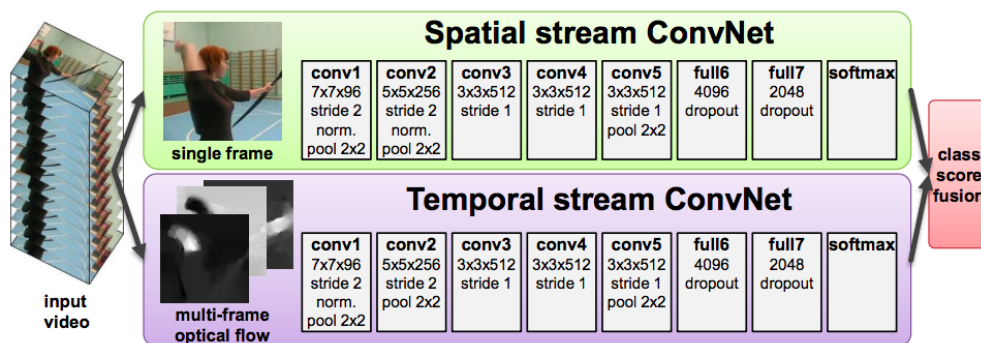 Spatial stream ConvNet
conv1
7x7x96
stride 2
norm.
pool 2x2
conv2
5x5x256
stride 2
norm.
pool 2x2
conv3
3x3x512
stride 1
conv4
3x3x512
stride 1
conv5
3x3x512
stride 1
pool 2x2
full6
4096
dropout
full7
2048
dropout
softmax
single frame
Temporal stream ConvNet
conv1
7x7x96
stride 2
norm.
pool 2x2
conv2
5x5x256
stride 2
pool 2x2
conv3
3x3x512
stride 1
conv4
3x3x512
stride 1
conv5
3x3x512
stride 1
pool 2x2
full6
4096
dropout
full7
2048
dropout
softmax
multi-frame
optical flow
input
video
class
score
fusion